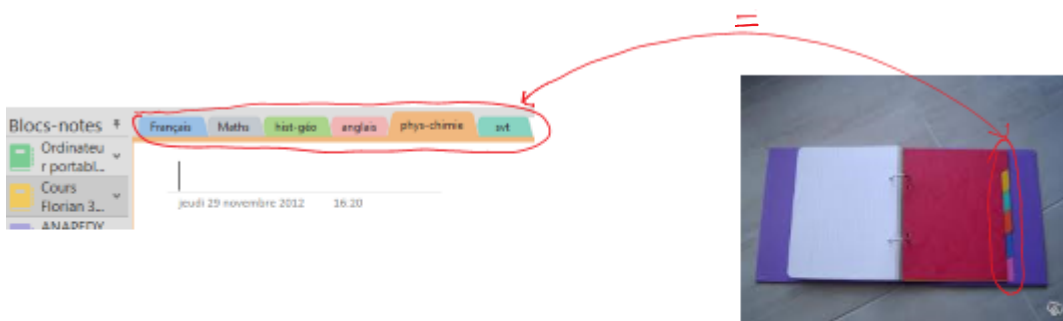 =
Blocs-notes
Français Maths hist-géo anglais phys-chimie svt
Ordinateu
r portabl...
Cours
Florian 3...
jeudi 29 novembre 2012 16:20
ANAPEDY